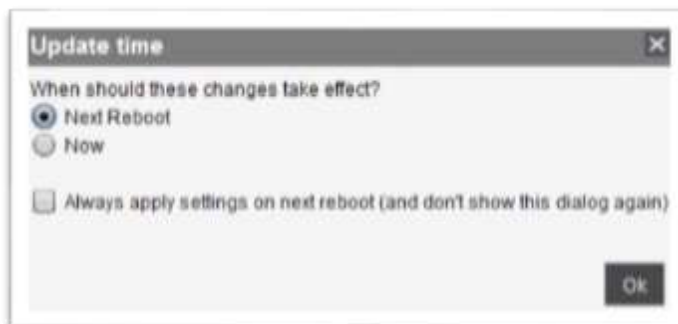 Update time
When should these changes take effect?
Next Reboot
Now
Always apply settings on next reboot (and don't show this dialog again)
Ok